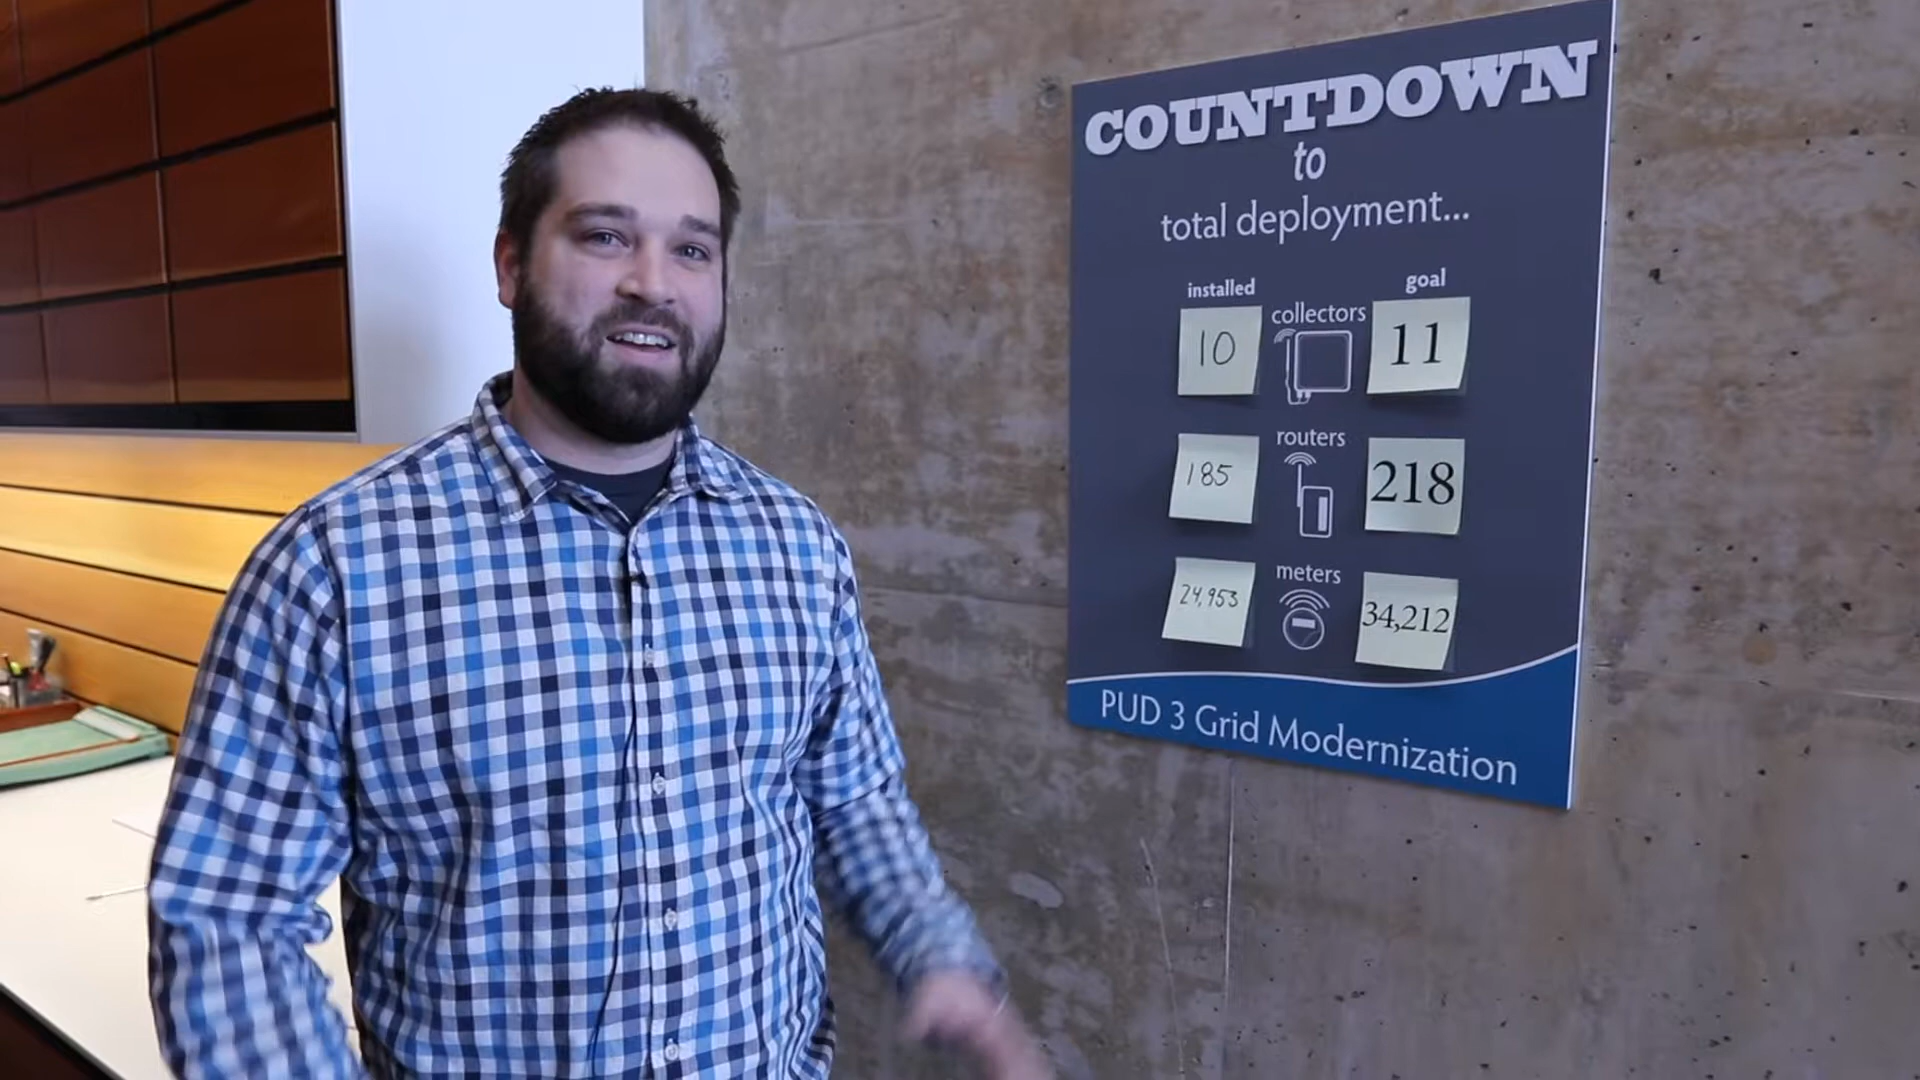 COUNTDOWN
to
total deployment...
installed goal
collectors
10 11
routers
185 218
meters
24,953 34,212
PUD 3 Grid Modernization